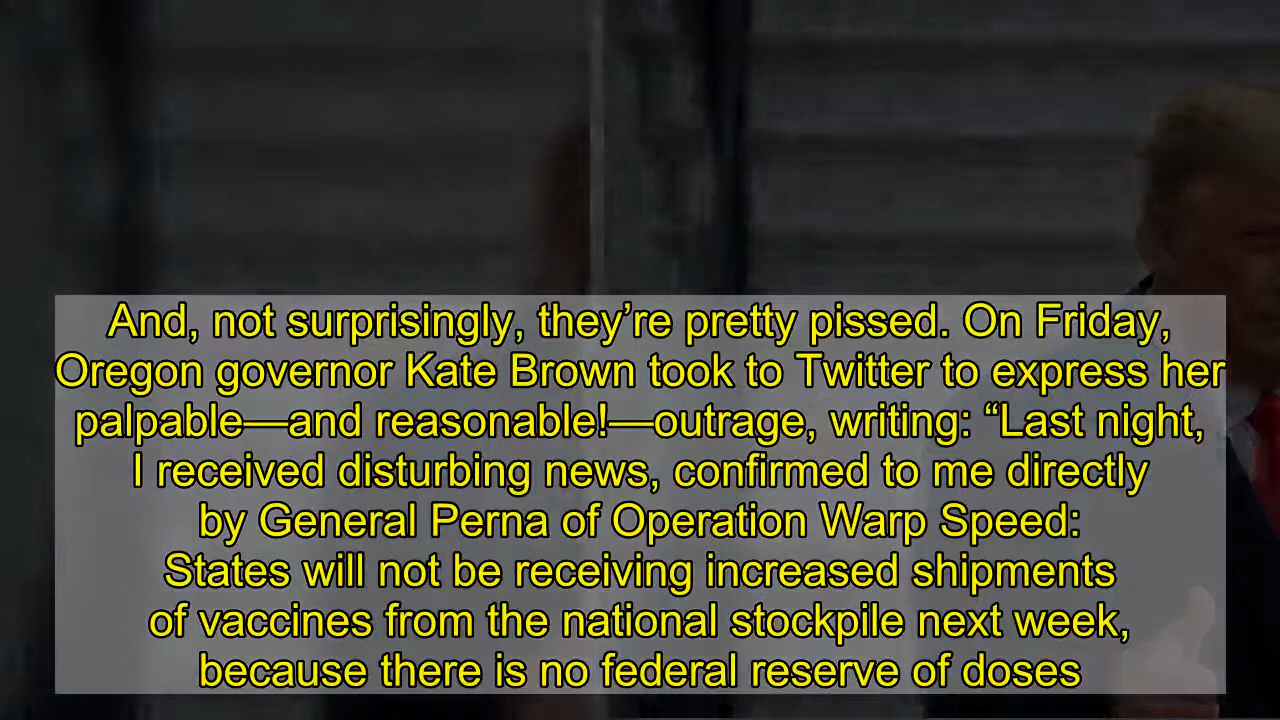 And, not surprisingly, they’re pretty pissed. On Friday,
Oregon governor Kate Brown took to Twitter to express her
palpable—and reasonable!—outrage, writing: “Last night,
I received disturbing news, confirmed to me directly
by General Perna of Operation Warp Speed:
States will not be receiving increased shipments
of vaccines from the national stockpile next week,
because there is no federal reserve of doses